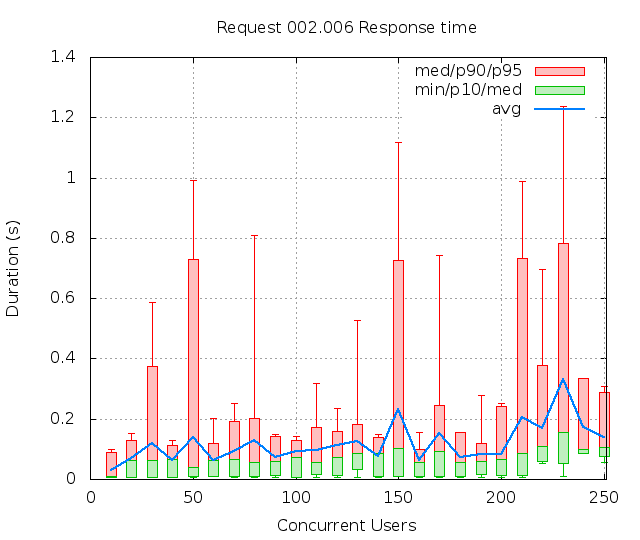 Request 002.006 Response time
med/p90/p95
min/p10/med
avg
Duration (s)
1.4
1.2
1
0.8
0.6
0.4
0.2
0
0 50 100 150 200 250
Concurrent Users